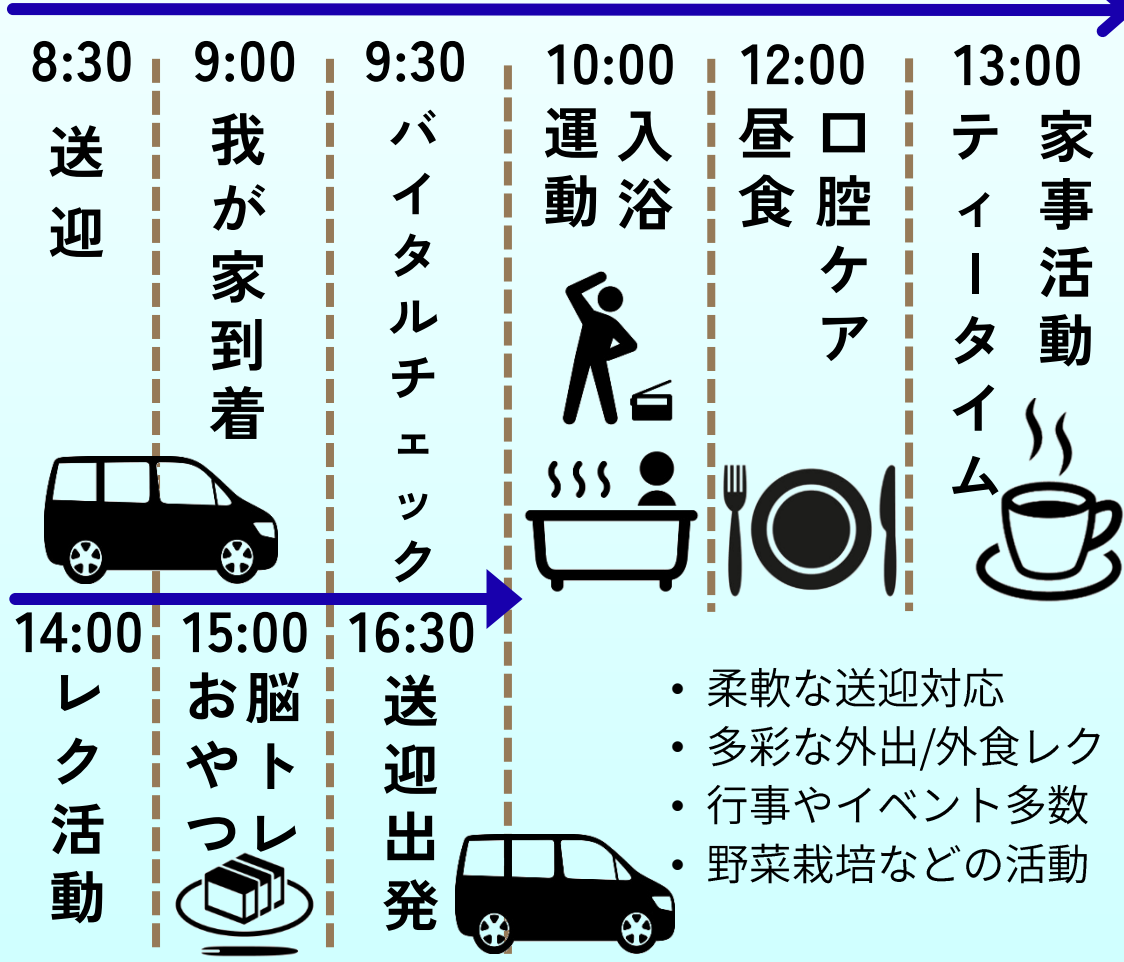 8:30
送迎
9:00
我が家到着
9:30
バイタルチェック
10:00
入浴
運動
12:00
口腔ケア
昼食
13:00
家事活動
ティータイム
14:00
レク活動
15:00
脳トレ
おやつ
16:30
送迎出発
• 柔軟な送迎対応
• 多彩な外出/外食レク
• 行事やイベント多数
• 野菜栽培などの活動